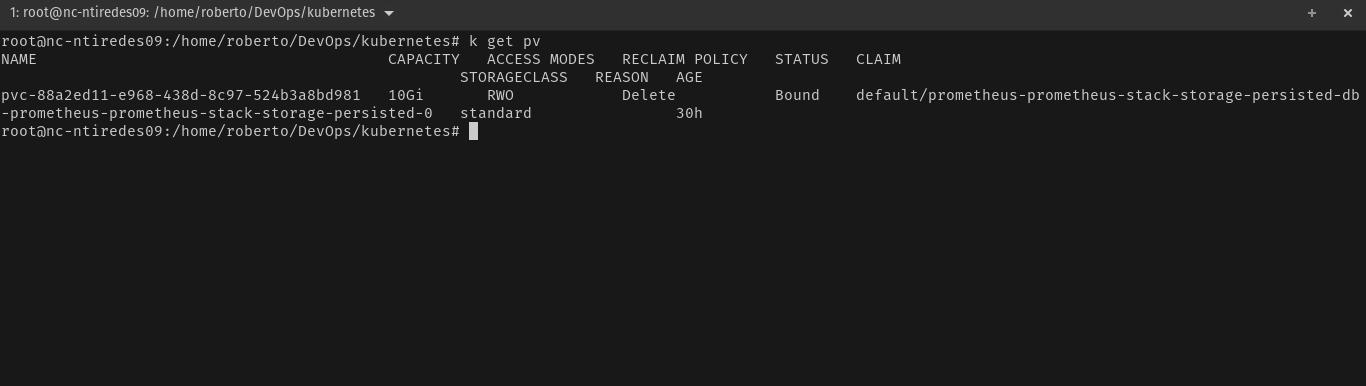 1: root@nc-ntiredes09: /home/roberto/DevOps/kubernetes
root@nc-ntiredes09:/home/roberto/DevOps/kubernetes# k get pv
NAME                                       CAPACITY   ACCESS MODES   RECLAIM POLICY   STATUS   CLAIM
                                                   STORAGECLASS   REASON   AGE
pvc-88a2ed11-e968-438d-8c97-524b3a8bd981   10Gi       RWO            Delete           Bound    default/prometheus-prometheus-stack-storage-persisted-db
-prometheus-prometheus-stack-storage-persisted-0   standard                30h
root@nc-ntiredes09:/home/roberto/DevOps/kubernetes#